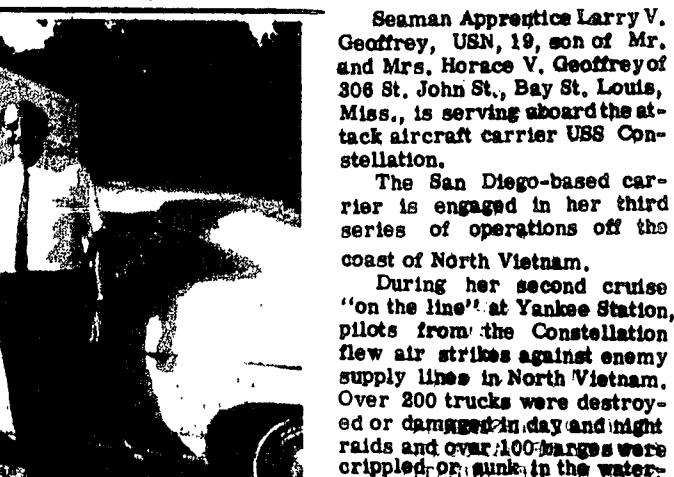 Seaman Apprentice Larry V.
Geoffrey, USN, 19, son of Mr.
and Mrs. Horace V. Geoffrey of
306 St. John St., Bay St. Louis,
Miss., is serving aboard the at-
tack aircraft carrier USS Con-
stellation.
The San Diego-based car-
rier is engaged in her third
series of operations off the
coast of North Vietnam.
During her second cruise
"on the line" at Yankee Station,
pilots from the Constellation
flew air strikes against enemy
supply lines in North Vietnam.
Over 200 trucks were destroy-
ed or damaged in day and night
raids and over 100 barges were
crippled or sunk in the water-